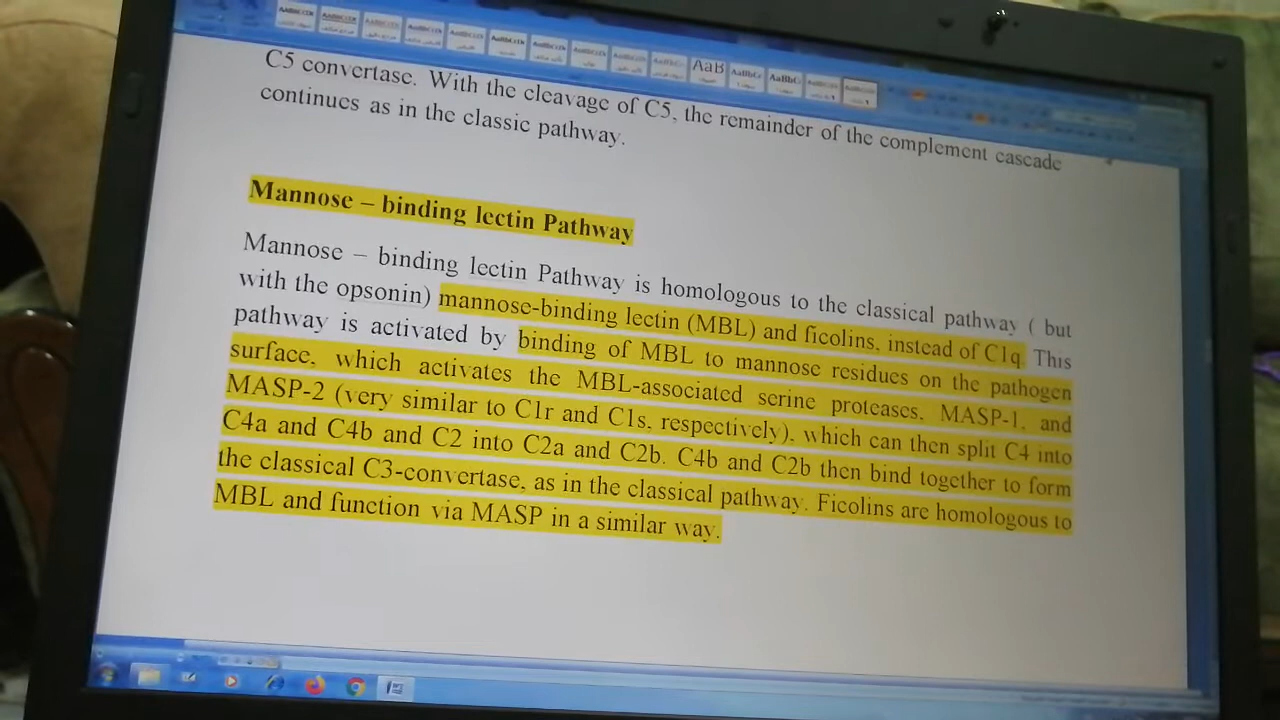 AaB
C5 convertase. With the cleavage of C5, the remainder of the complement cascade
continues as in the classic pathway.
Mannose – binding lectin Pathway
Mannose – binding lectin Pathway is homologous to the classical pathway ( but
with the opsonin) mannose-binding lectin (MBL) and ficolins, instead of C1q. This
pathway is activated by binding of MBL to mannose residues on the pathogen
surface, which activates the MBL-associated serine proteases, MASP-1, and
MASP-2 (very similar to C1r and C1s, respectively), which can then split C4 into
C4a and C4b and C2 into C2a and C2b. C4b and C2b then bind together to form
the classical C3-convertase, as in the classical pathway. Ficolins are homologous to
MBL and function via MASP in a similar way.